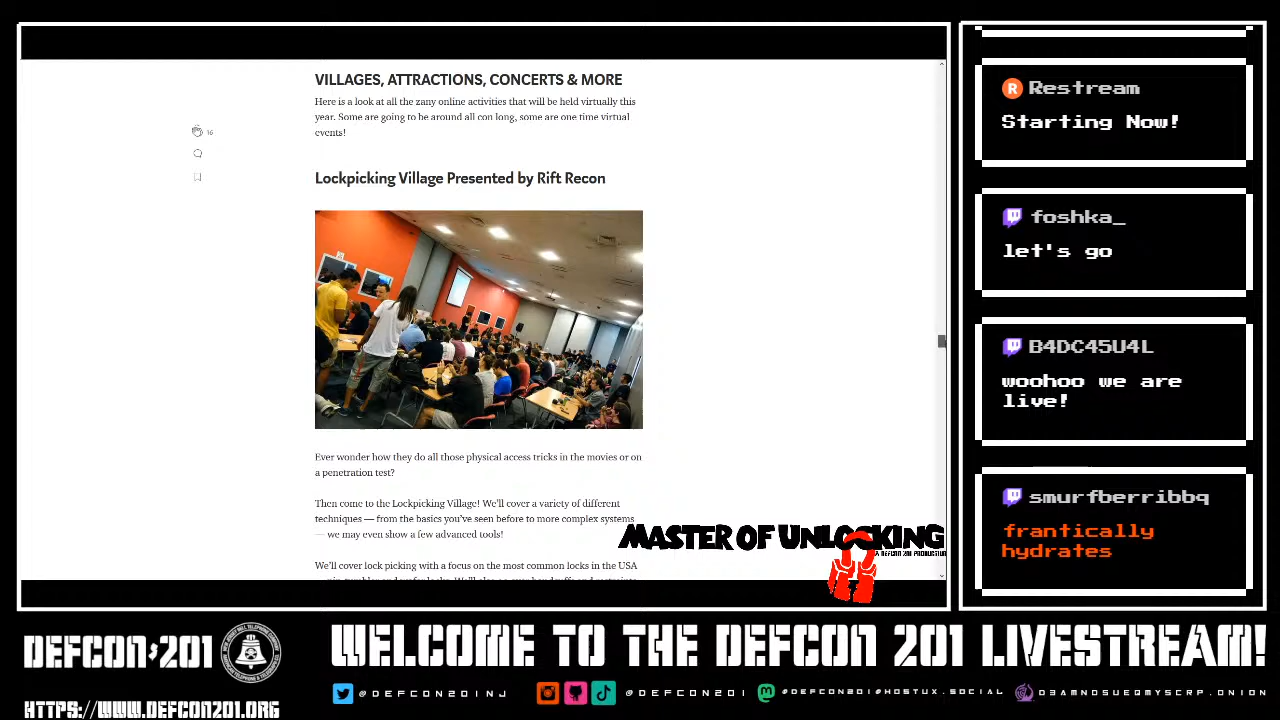 VILLAGES, ATTRACTIONS, CONCERTS & MORE
Here is a look at all the zany online activities that will be held virtually this
year. Some are going to be around all con long, some are one time virtual
events!
16
Lockpicking Village Presented by Rift Recon
Ever wonder how they do all those physical access tricks in the movies or on
a penetration test?
Then come to the Lockpicking Village! We'll cover a variety of different
techniques — from the basics you've seen before to more complex systems
— we may even show a few advanced tools!
We'll cover lock picking with a focus on the most common locks in the USA
MASTER OF UNLOCKING
A DEFCON 201 PRODUCTION
Restream
Starting Now!
foshka_
let's go
B4DC45U4L
woohoo we are
live!
smurfberribbq
frantically
hydrates
DEFCON 201
WELCOME TO THE DEFCON 201 LIVESTREAM!
HTTPS://WWW.DEFCON201.ORG
@DEFCON201NJ
@DEFCON201
@DEFCON201@HOSTUX.SOCIAL